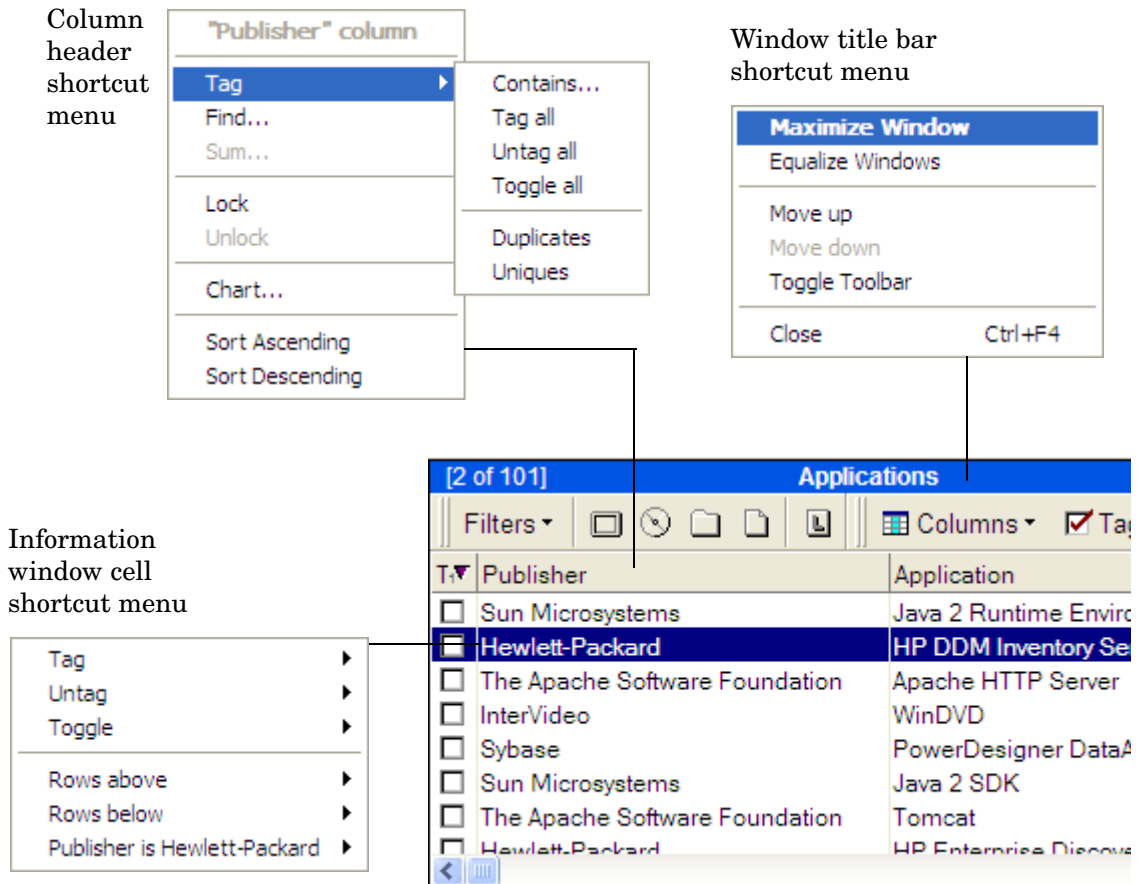 Column
header
shortcut
menu
"Publisher" column
Tag
Find...
Sum...
Lock
Unlock
Chart...
Sort Ascending
Sort Descending
Contains...
Tag all
Untag all
Toggle all
Duplicates
Uniques
Window title bar
shortcut menu
Maximize Window
Equalize Windows
Move up
Move down
Toggle Toolbar
Close Ctrl+F4
Information
window cell
shortcut menu
Tag
Untag
Toggle
Rows above
Rows below
Publisher is Hewlett-Packard
[2 of 101] Applications
Filters Columns
Publisher Application
Sun Microsystems Java 2 Runtime
Hewlett-Packard HP DDM Inventory
The Apache Software Foundation Apache HTTP Server
InterVideo WinDVD
Sybase PowerDesigner
Sun Microsystems Java 2 SDK
The Apache Software Foundation Tomcat
Hewlett-Packard HP Enterprise